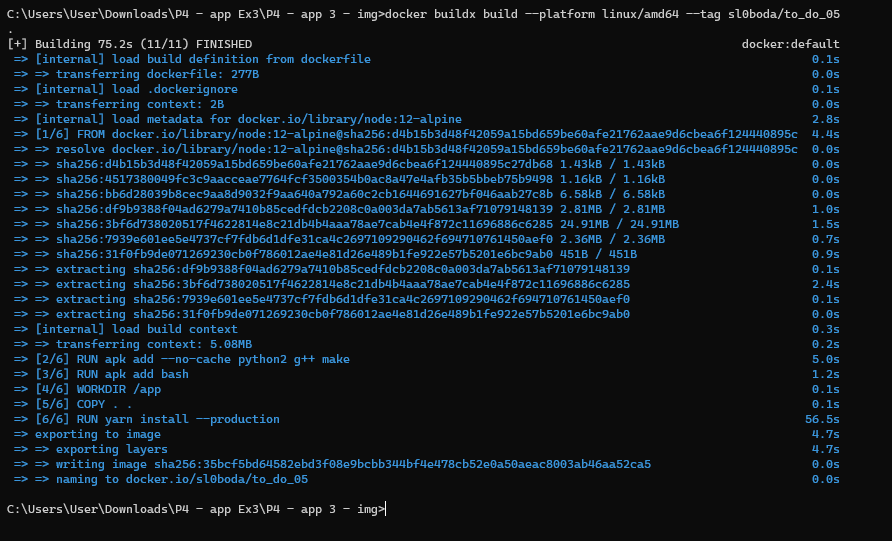 C:\Users\User\Downloads\P4 - app Ex3\P4 - app 3 - img>docker buildx build --platform linux/amd64 --tag sl0boda/to_do_05
.
[+] Building 75.2s (11/11) FINISHED docker:default
=> [internal] load build definition from dockerfile 0.1s
=> => transferring dockerfile: 277B 0.0s
=> [internal] load .dockerignore 0.1s
=> => transferring context: 2B 0.0s
=> [internal] load metadata for docker.io/library/node:12-alpine 2.8s
=> [1/6] FROM docker.io/library/node:12-alpine@sha256:d4b15b3d48f42059a15bd659be60afe21762aae9d6cbea6f124440895c 4.4s
=> => resolve docker.io/library/node:12-alpine@sha256:d4b15b3d48f42059a15bd659be60afe21762aae9d6cbea6f124440895c 0.0s
=> => sha256:d4b15b3d48f42059a15bd659be60afe21762aae9d6cbea6f124440895c27db68 1.43kB / 1.43kB 0.0s
=> => sha256:4517380049fc3c9aacceae7764fcf3500354b0ac8a47e4afb35b5bbeb75b9498 1.16kB / 1.16kB 0.0s
=> => sha256:bb6d28039b8cec9aa8d9032f9aa640a792a60c2cb1644691627bf046aab27c8b 6.58kB / 6.58kB 0.0s
=> => sha256:df9b9388f04ad6279a7410b85cedfdcb2208c0a003da7ab5613af71079148139 2.81MB / 2.81MB 1.0s
=> => sha256:3bf6d738020517f4622814e8c21db4b4aaa78ae7cab4e4f872c11696886c6285 24.91MB / 24.91MB 1.5s
=> => sha256:7939e601ee5e4737cf7fdb6d1dfe31ca4c2697109290462f694710761450aef0 2.36MB / 2.36MB 0.7s
=> => sha256:31f0fb9de071269230cb0f786012ae4e81d26e489b1fe922e57b5201e6bc9ab0 451B / 451B 0.9s
=> => extracting sha256:df9b9388f04ad6279a7410b85cedfdcb2208c0a003da7ab5613af71079148139 0.1s
=> => extracting sha256:3bf6d738020517f4622814e8c21db4b4aaa78ae7cab4e4f872c11696886c6285 2.4s
=> => extracting sha256:7939e601ee5e4737cf7fdb6d1dfe31ca4c2697109290462f694710761450aef0 0.1s
=> => extracting sha256:31f0fb9de071269230cb0f786012ae4e81d26e489b1fe922e57b5201e6bc9ab0 0.0s
=> [internal] load build context 0.3s
=> => transferring context: 5.08MB 0.2s
=> [2/6] RUN apk add --no-cache python2 g++ make 5.0s
=> [3/6] RUN apk add bash 1.2s
=> [4/6] WORKDIR /app 0.1s
=> [5/6] COPY . . 0.1s
=> [6/6] RUN yarn install --production 56.5s
=> exporting to image 4.7s
=> => exporting layers 4.7s
=> => writing image sha256:35bcf5bd64582ebd3f08e9bcbb344bf4e478cb52e0a50aeac8003ab46aa52ca5 0.0s
=> => naming to docker.io/sl0boda/to_do_05 0.0s
C:\Users\User\Downloads\P4 - app Ex3\P4 - app 3 - img>